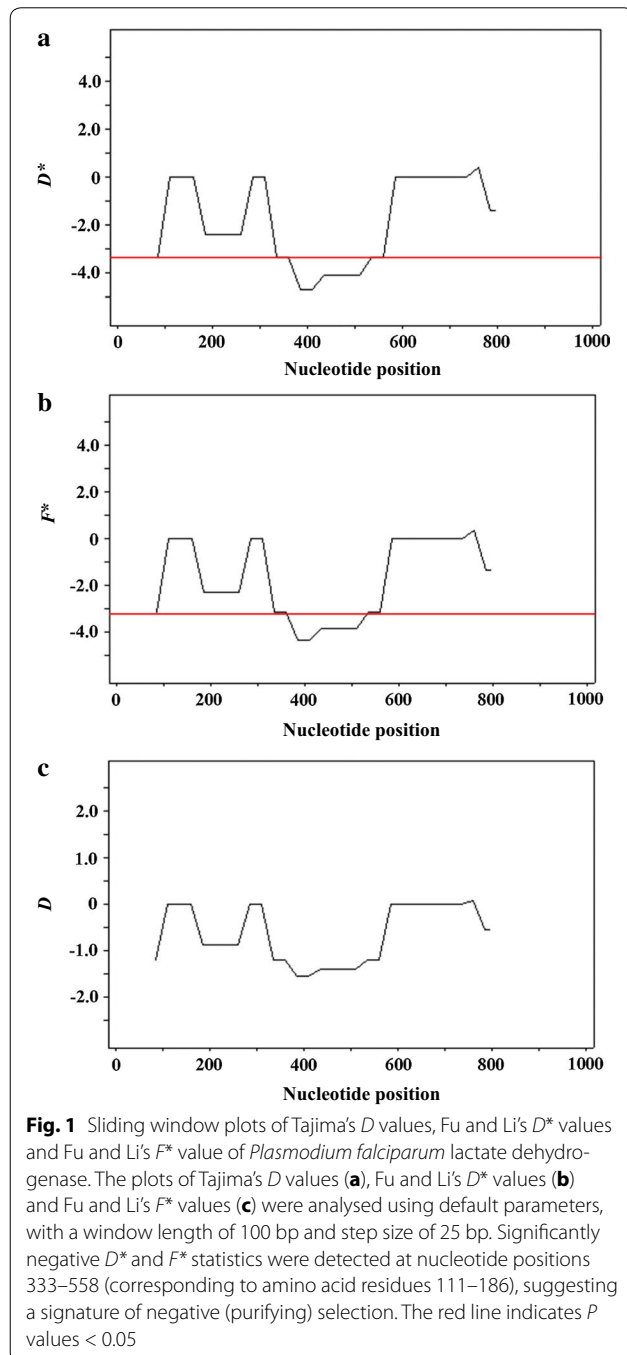 a
4.0
2.0
0
-2.0
-4.0
D*
0 200 400 600 800 1000
Nucleotide position
b
4.0
2.0
0
-2.0
-4.0
F*
0 200 400 600 800 1000
Nucleotide position
c
2.0
1.0
0
-1.0
-2.0
D
0 200 400 600 800 1000
Nucleotide position
Fig. 1 Sliding window plots of Tajima's D values, Fu and Li's D* values
and Fu and Li's F* value of Plasmodium falciparum lactate dehydro-
genase. The plots of Tajima's D values (a), Fu and Li's D* values (b)
and Fu and Li's F* values (c) were analysed using default parameters,
with a window length of 100 bp and step size of 25 bp. Significantly
negative D* and F* statistics were detected at nucleotide positions
333–558 (corresponding to amino acid residues 111–186), suggesting
a signature of negative (purifying) selection. The red line indicates P
values < 0.05